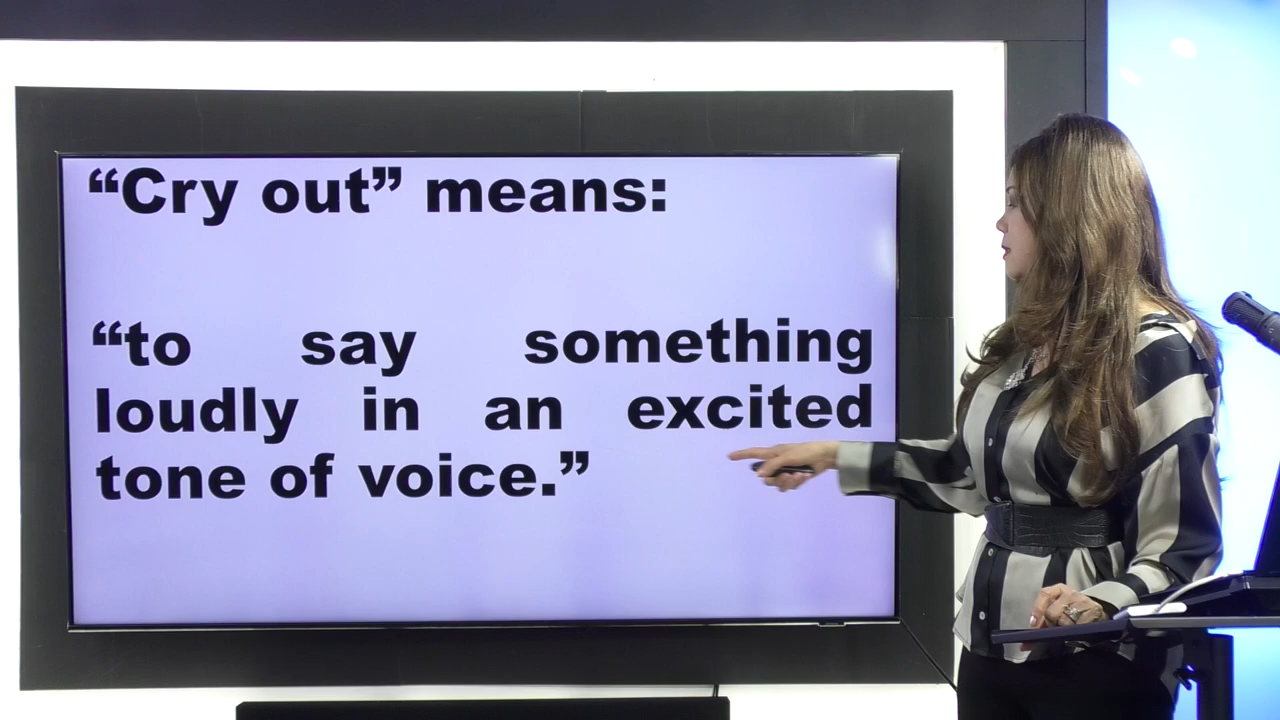 “Cry out” means:
“to say something
loudly in an excited
tone of voice.”